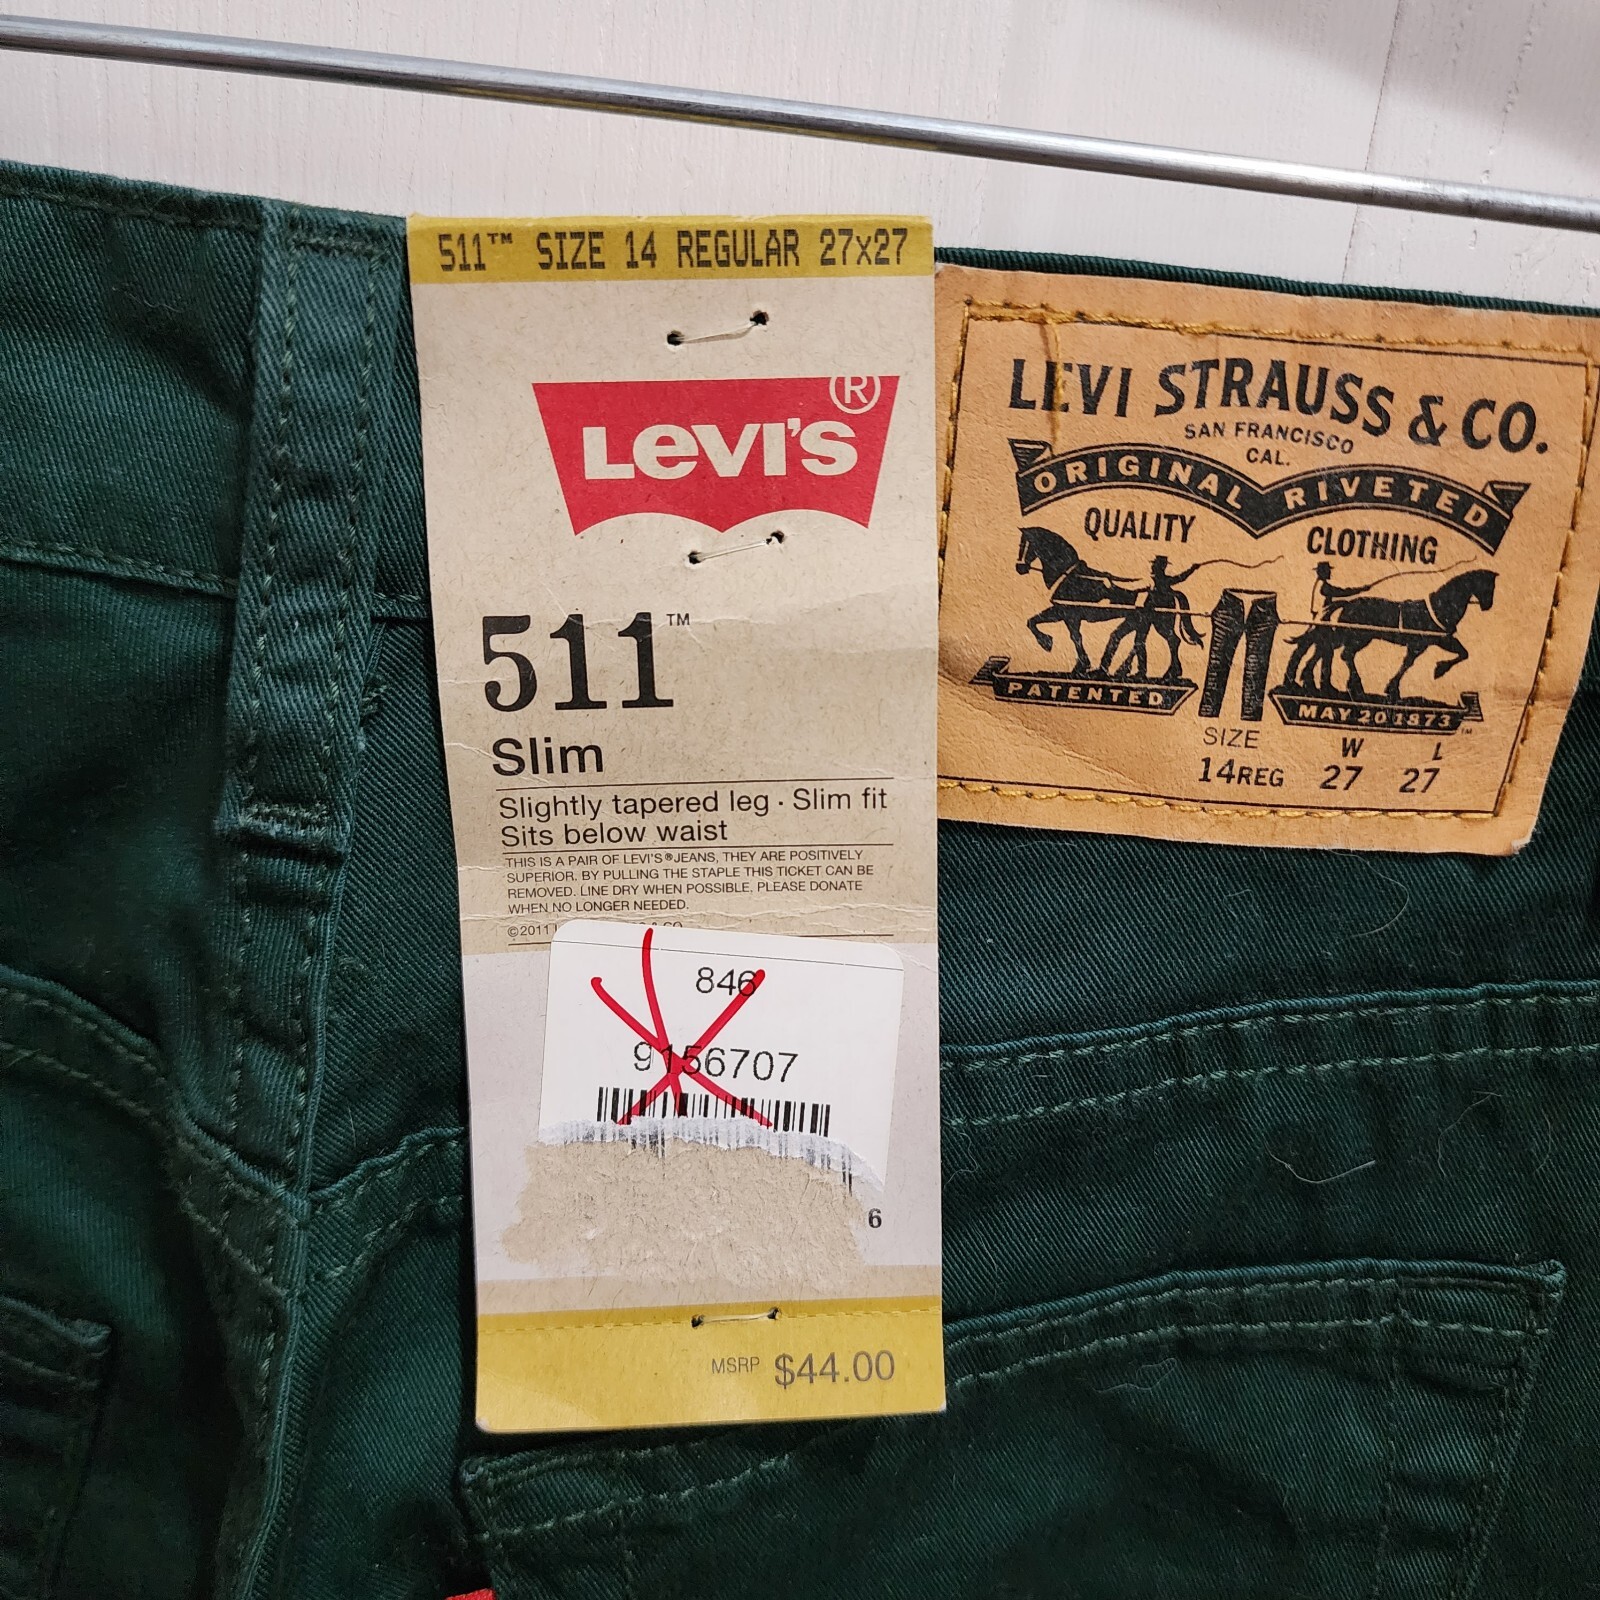 511™ SIZE 14 REGULAR 27x27
LEVI'S®
511™
Slim
Slightly tapered leg · Slim fit
Sits below waist
THIS IS A PAIR OF LEVI'S® JEANS, THEY ARE POSITIVELY
SUPERIOR. BY PULLING THE STAPLE THIS TICKET CAN BE
REMOVED. LINE DRY WHEN POSSIBLE, PLEASE DONATE
WHEN NO LONGER NEEDED.
©2011
846
9156707
6
MSRP $44.00
LEVI STRAUSS & CO.
SAN FRANCISCO
CAL.
ORIGINAL RIVETED
QUALITY CLOTHING
PATENTED MAY 20 1873™
SIZE W L
14REG 27 27